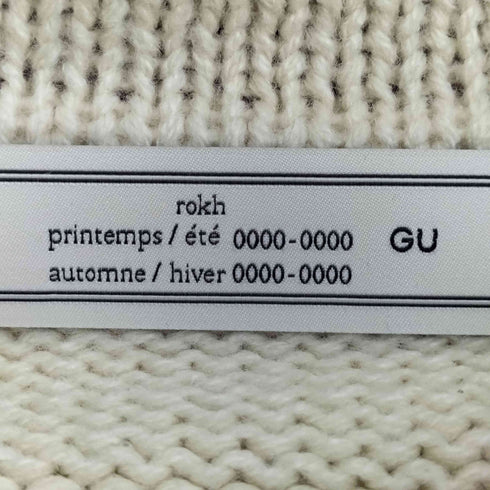 rokh
printemps / été 0000-0000 GU
automne / hiver 0000-0000